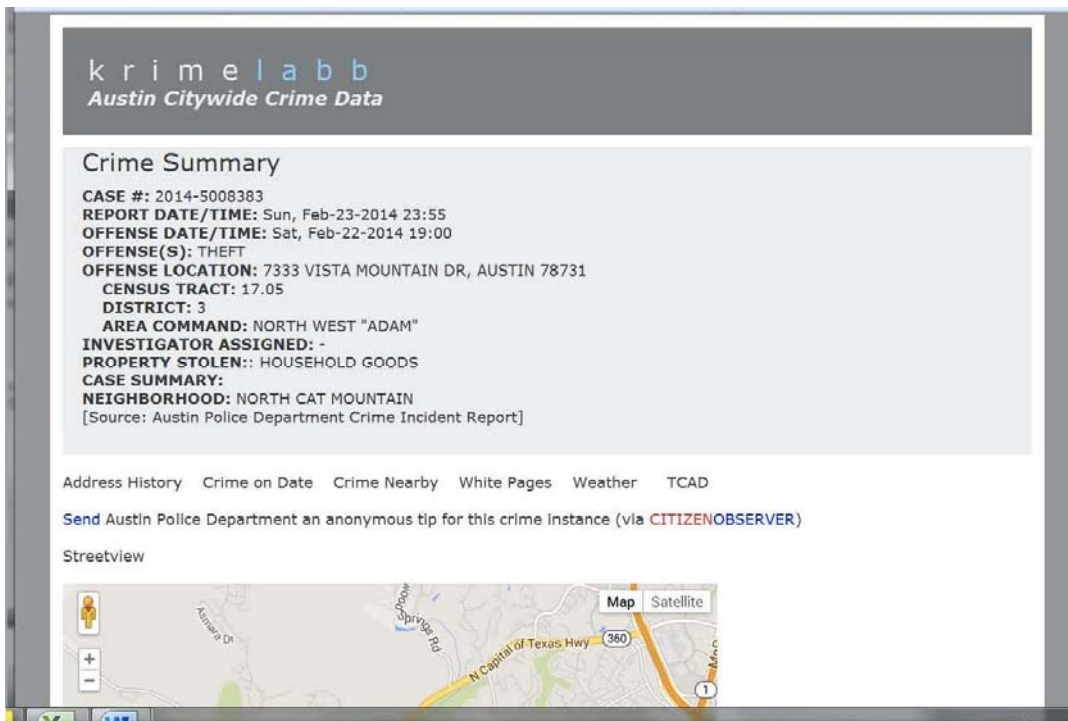 krimelabb
Austin Citywide Crime Data
Crime Summary
CASE #: 2014-5008383
REPORT DATE/TIME: Sun, Feb-23-2014 23:55
OFFENSE DATE/TIME: Sat, Feb-22-2014 19:00
OFFENSE(S): THEFT
OFFENSE LOCATION: 7333 VISTA MOUNTAIN DR, AUSTIN 78731
CENSUS TRACT: 17.05
DISTRICT: 3
AREA COMMAND: NORTH WEST "ADAM"
INVESTIGATOR ASSIGNED: -
PROPERTY STOLEN:: HOUSEHOLD GOODS
CASE SUMMARY:
NEIGHBORHOOD: NORTH CAT MOUNTAIN
[Source: Austin Police Department Crime Incident Report]
Address History Crime on Date Crime Nearby White Pages Weather TCAD
Send Austin Police Department an anonymous tip for this crime instance (via CITIZENOBSERVER)
Streetview
Map Satellite
Asmara Dr
Springs Rd
N Capital of Texas Hwy
360
1
+
-